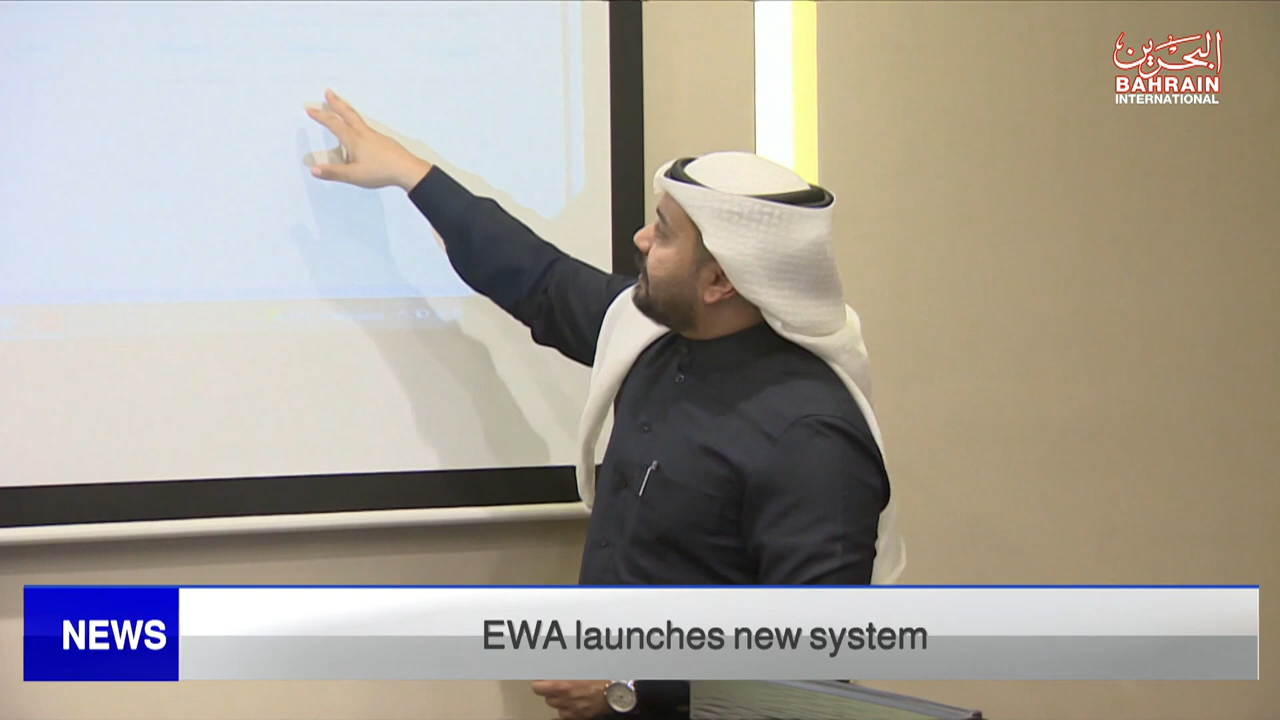 البحرين
BAHRAIN
INTERNATIONAL
NEWS
EWA launches new system